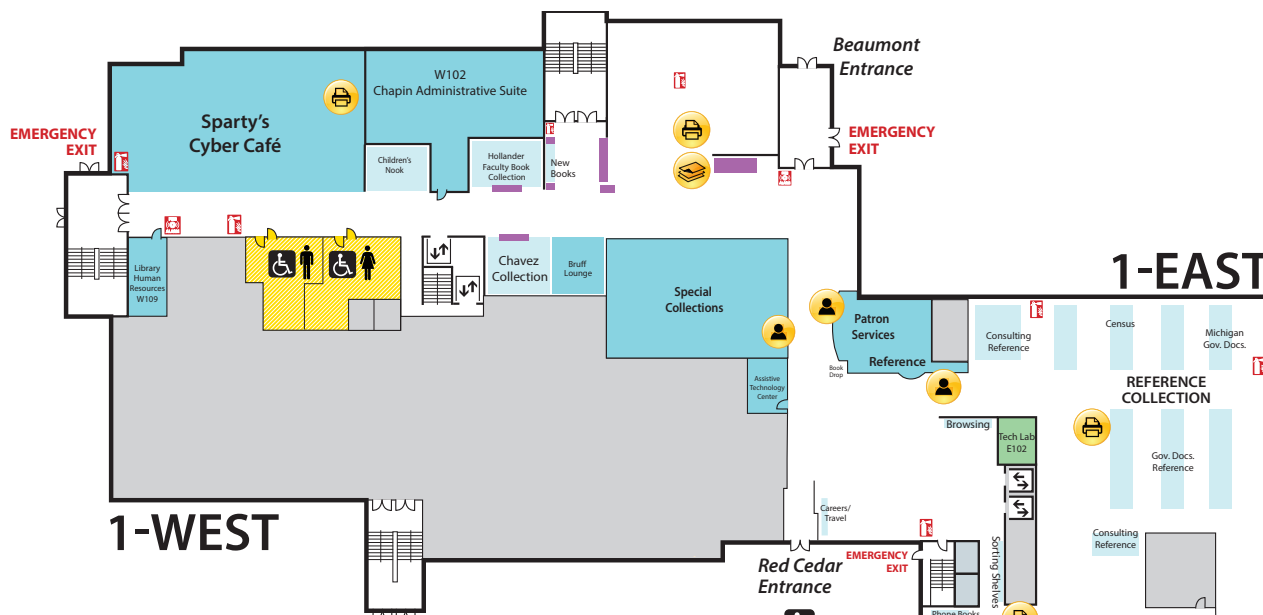 Beaumont
Entrance
W102
Chapin Administrative Suite
Sparty's
Cyber Café
EMERGENCY
EXIT
EMERGENCY
EXIT
Children's
Nook
Hollander
Faculty Book
Collection
New
Books
Library
Human
Resources
W109
Chavez
Collection
Bruff
Lounge
Special
Collections
1-EAST
Patron
Services
Reference
Book
Drop
Consulting
Reference
Census
Michigan
Gov. Docs.
Assistive
Technology
Center
REFERENCE
COLLECTION
Browsing
Tech Lab
E102
Gov. Docs.
Reference
1-WEST
Careers/
Travel
Consulting
Reference
Red Cedar
Entrance
EMERGENCY
EXIT
Sorting Shelves
Phone Books